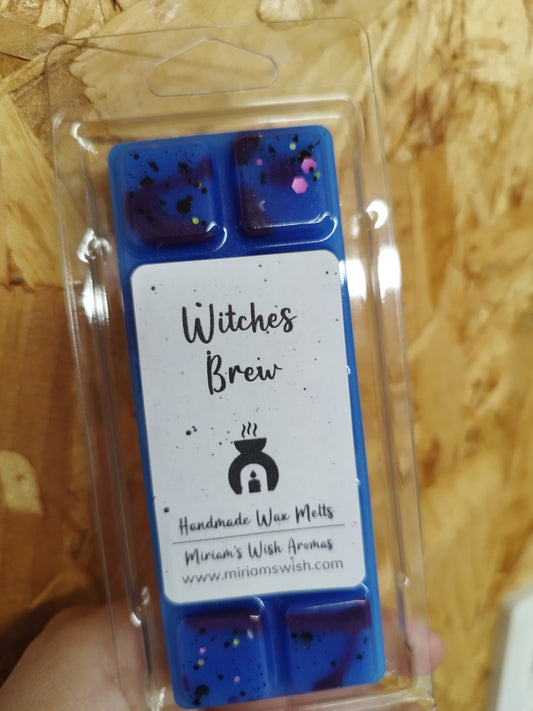 Witches
Brew
Handmade Wax Melts
Miriam's Wish Aromas
www.miriamswish.com